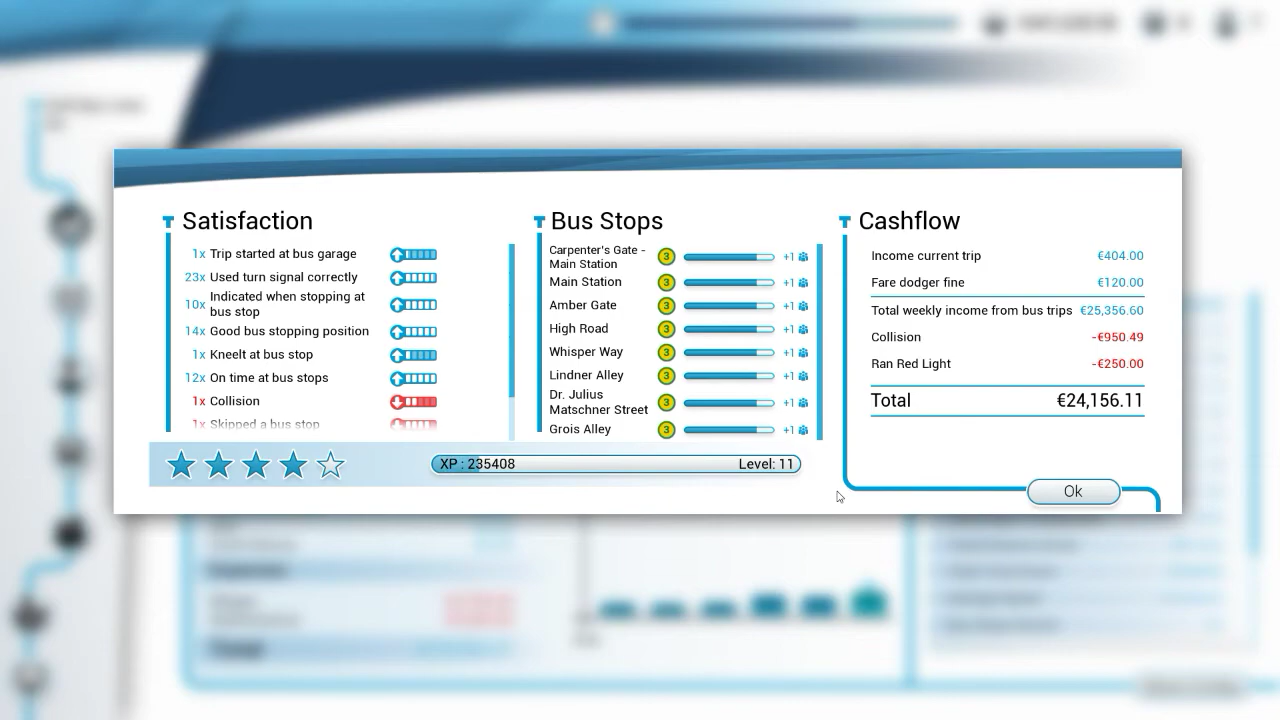 Satisfaction
1x Trip started at bus garage
23x Used turn signal correctly
10x Indicated when stopping at
bus stop
14x Good bus stopping position
1x Kneelt at bus stop
12x On time at bus stops
1x Collision
1x Skipped a bus stop
Bus Stops
Carpenter's Gate -
Main Station 3 +1
Main Station 3 +1
Amber Gate 3 +1
High Road 3 +1
Whisper Way 3 +1
Lindner Alley 3 +1
Dr. Julius
Matschner Street 3 +1
Grois Alley 3 +1
Cashflow
Income current trip €404.00
Fare dodger fine €120.00
Total weekly income from bus trips €25,356.60
Collision -€950.49
Ran Red Light -€250.00
Total €24,156.11
XP : 235408 Level: 11
Ok